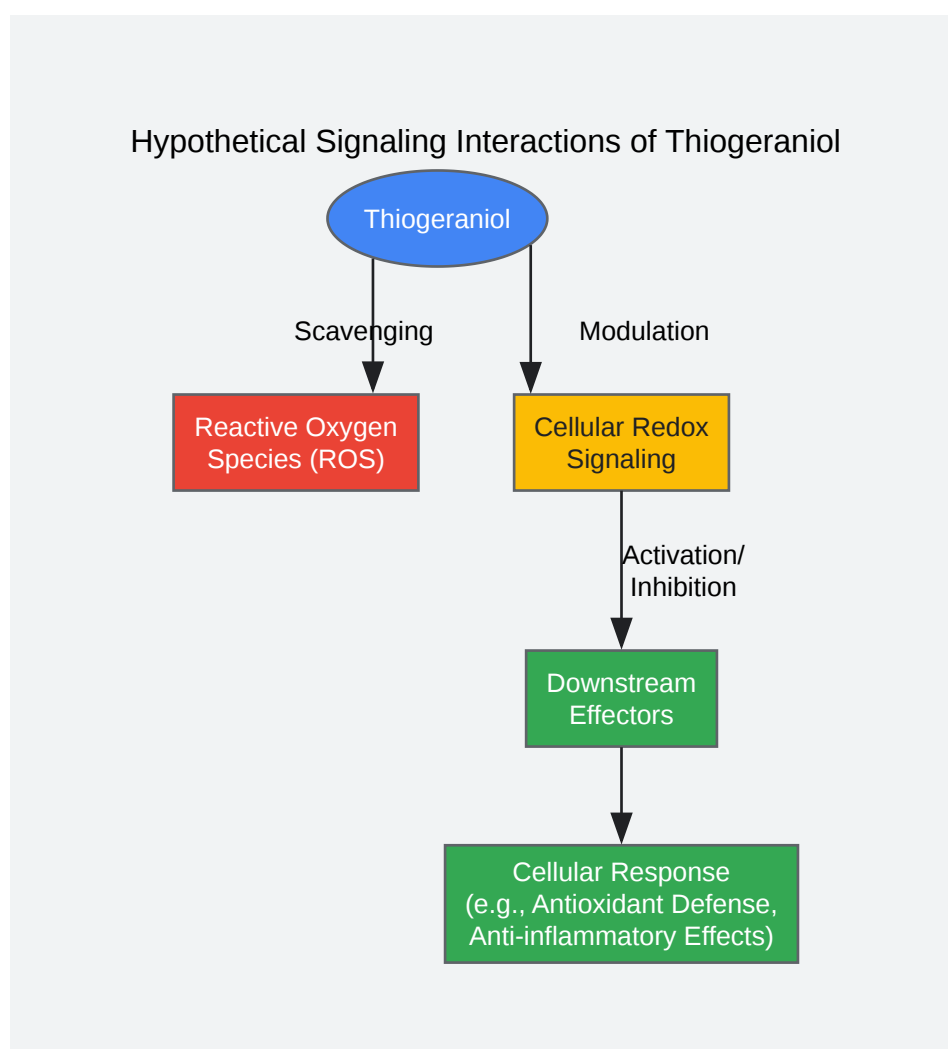 Hypothetical Signaling Interactions of Thiogeraniol
Thiogeraniol
Scavenging
Modulation
Reactive Oxygen
Species (ROS)
Cellular Redox
Signaling
Activation/
Inhibition
Downstream
Effectors
Cellular Response
(e.g., Antioxidant Defense,
Anti-inflammatory Effects)